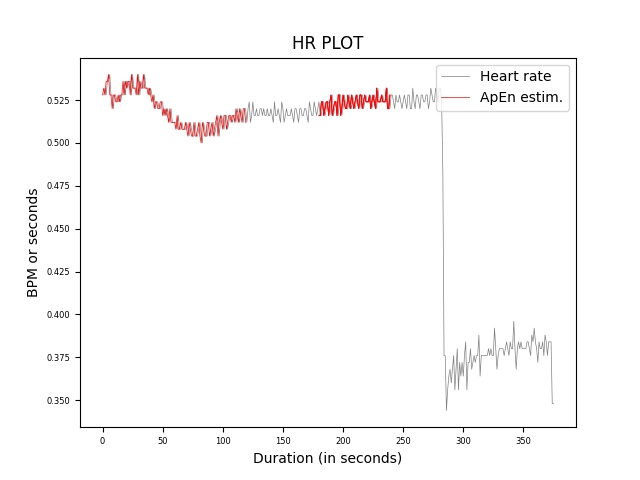 HR PLOT
Heart rate
ApEn estim.
BPM or seconds
0.525
0.500
0.475
0.450
0.425
0.400
0.375
0.350
0 50 100 150 200 250 300 350
Duration (in seconds)